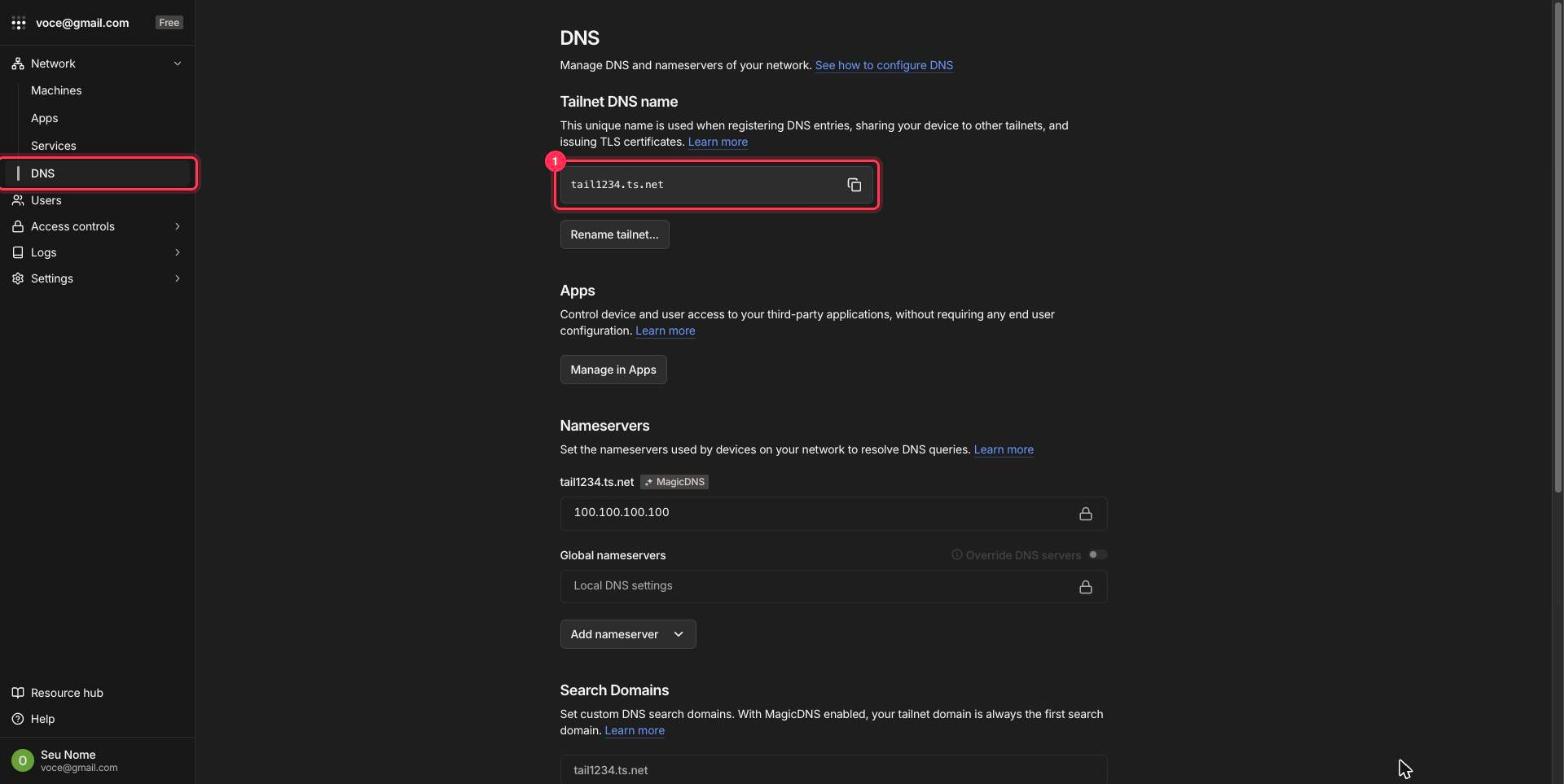 voce@gmail.com
Free
Network
Machines
Apps
Services
DNS
Users
Access controls
Logs
Settings
Resource hub
Help
O
Seu Nome
voce@gmail.com
DNS
Manage DNS and nameservers of your network. See how to configure DNS
Tailnet DNS name
This unique name is used when registering DNS entries, sharing your device to other tailnets, and
issuing TLS certificates. Learn more
1
tail1234.ts.net
Rename tailnet...
Apps
Control device and user access to your third-party applications, without requiring any end user
configuration. Learn more
Manage in Apps
Nameservers
Set the nameservers used by devices on your network to resolve DNS queries. Learn more
tail1234.ts.net MagicDNS
100.100.100.100
Global nameservers
Override DNS servers
Local DNS settings
Add nameserver
Search Domains
Set custom DNS search domains. With MagicDNS enabled, your tailnet domain is always the first search
domain. Learn more
tail1234.ts.net